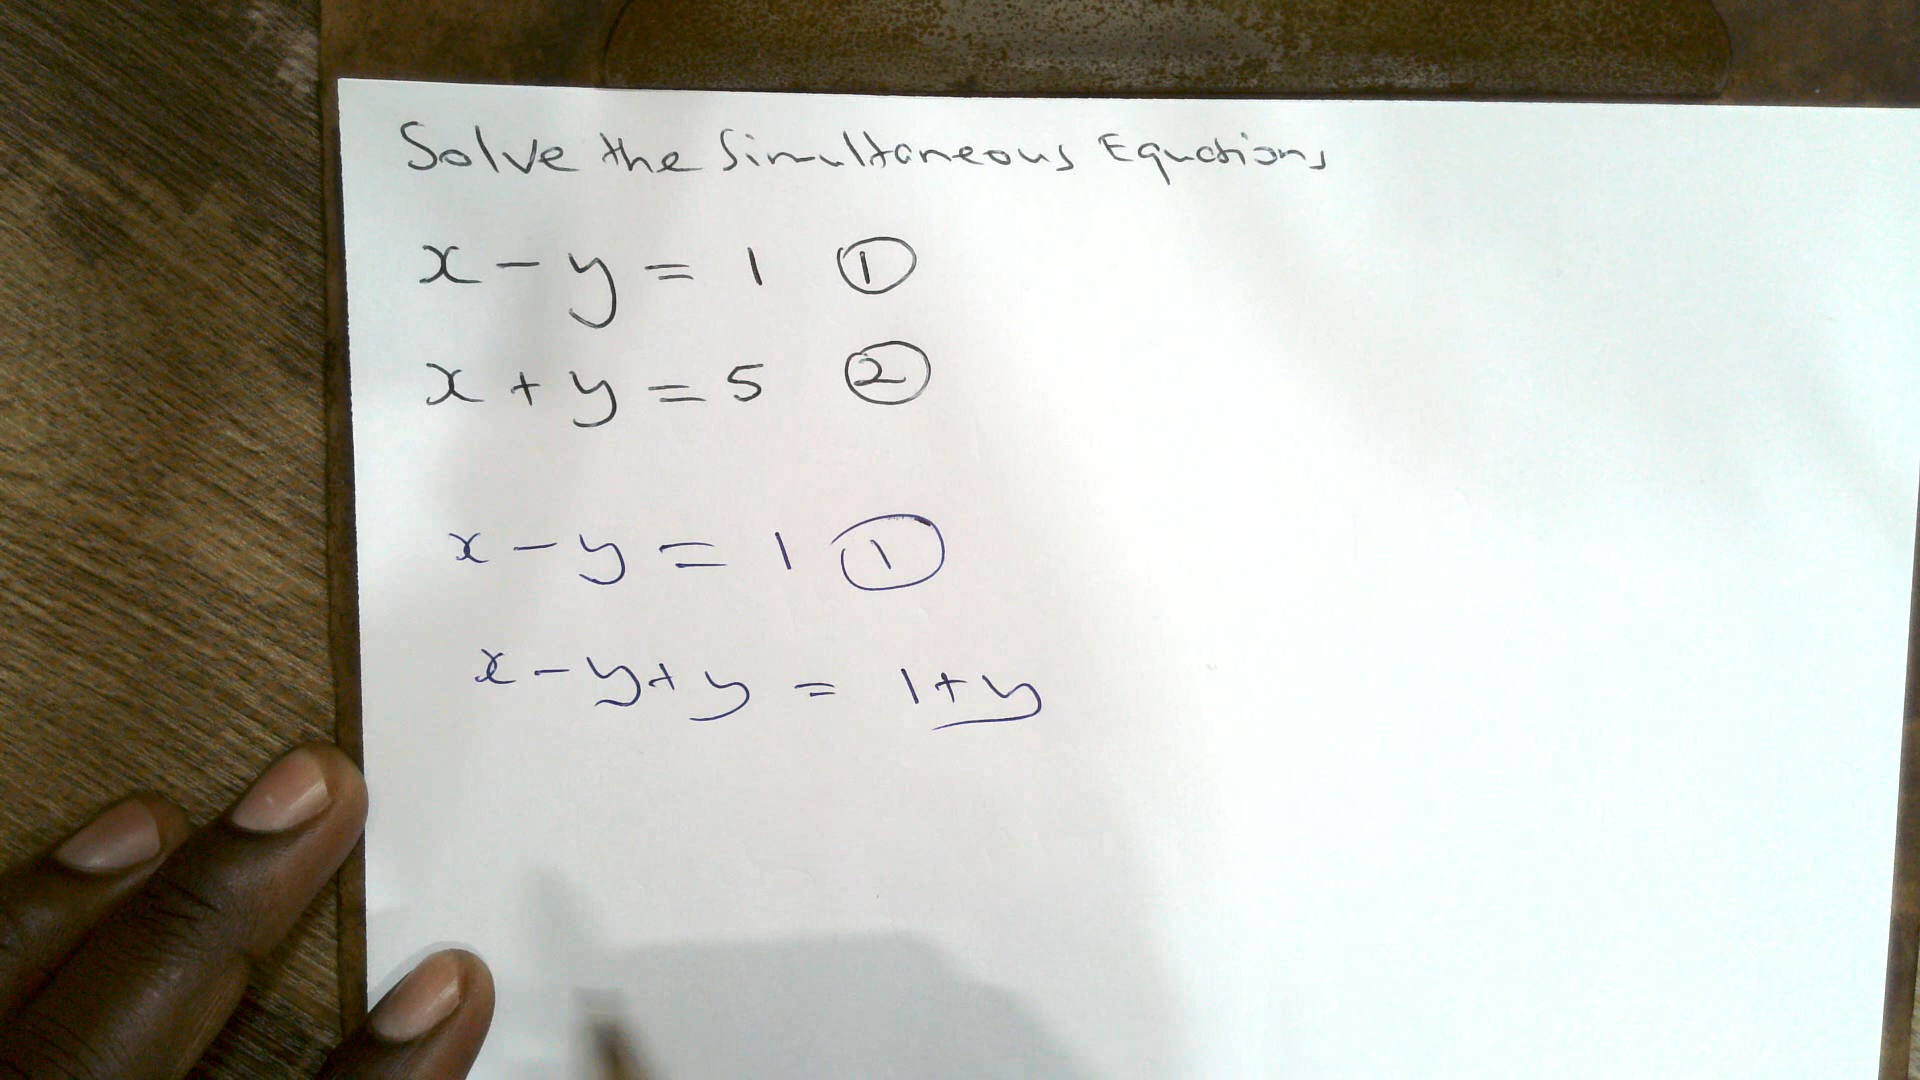 Solve the Simultaneous Equations
x - y = 1 ①
x + y = 5 ②
x - y = 1 ①
x - y + y = 1 + y